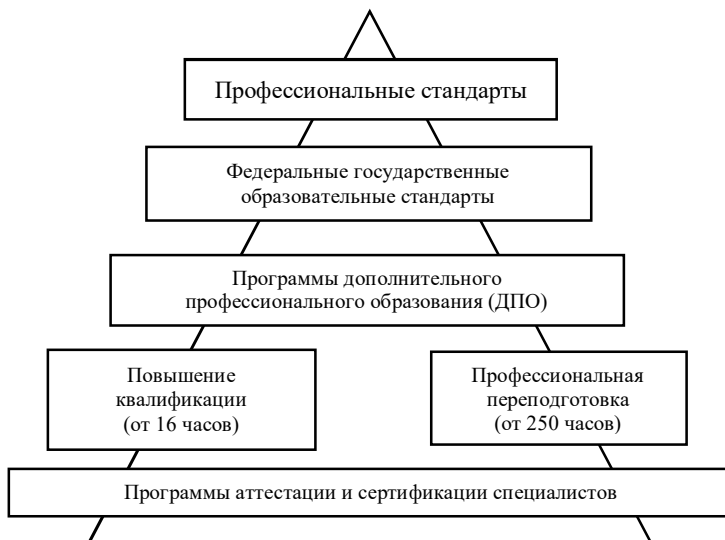 Профессиональные стандарты
Федеральные государственные
образовательные стандарты
Программы дополнительного
профессионального образования (ДПО)
Повышение
квалификации
(от 16 часов)
Профессиональная
переподготовка
(от 250 часов)
Программы аттестации и сертификации специалистов